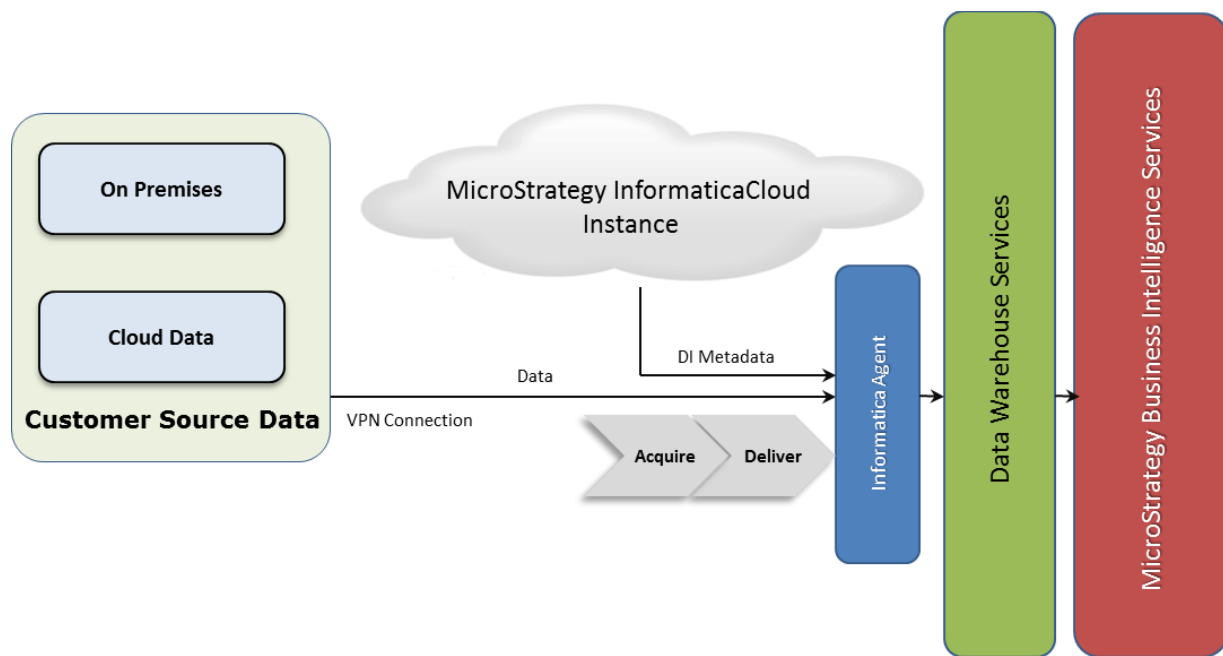 On Premises
Cloud Data
Customer Source Data
MicroStrategy InformaticaCloud
Instance
DI Metadata
Data
VPN Connection
Acquire
Deliver
Informatica Agent
Data Warehouse Services
MicroStrategy Business Intelligence Services